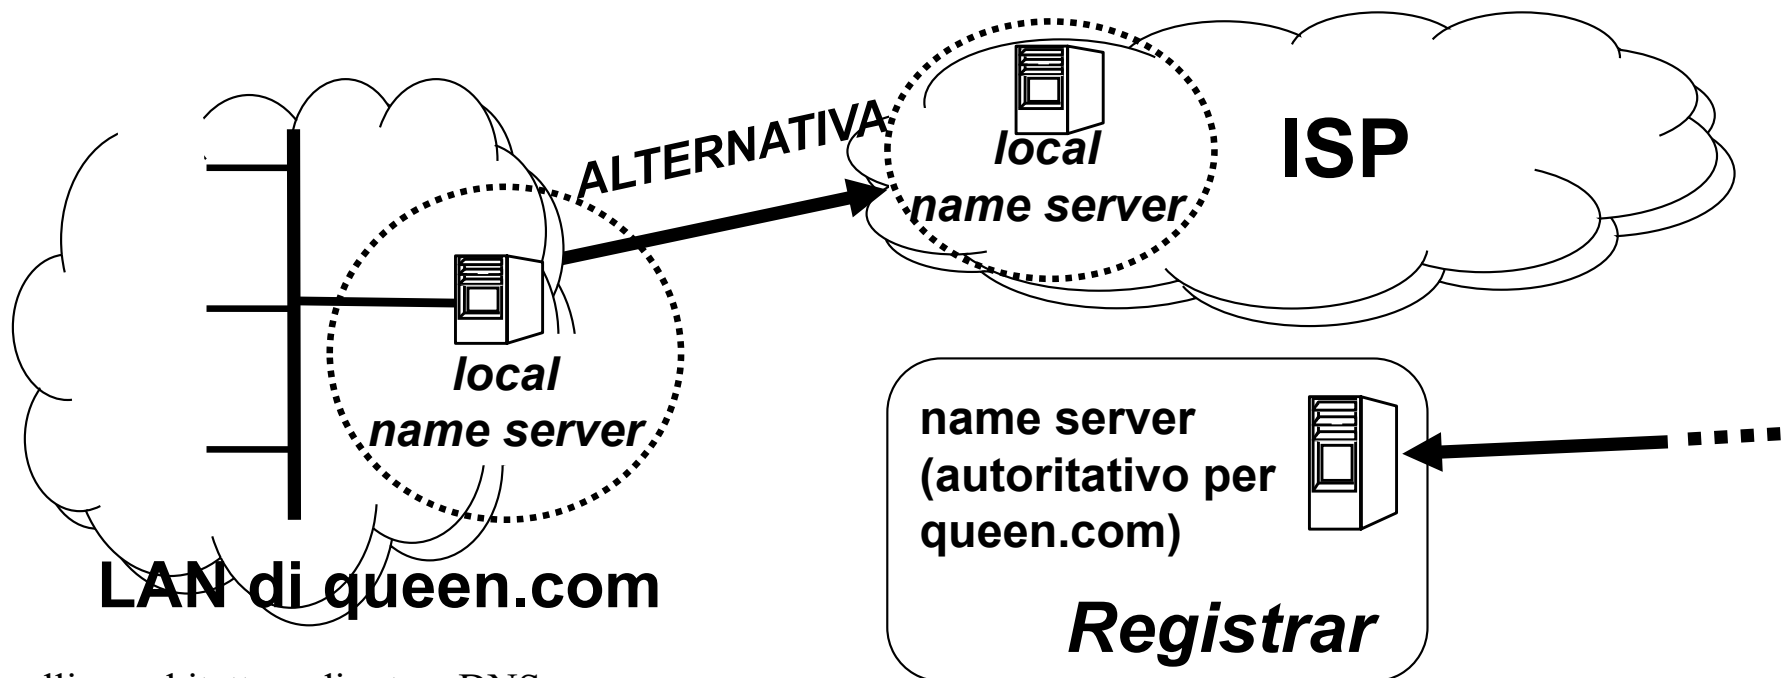 ALTERNATIVA
local
name server
ISP
local
name server
name server
(autoritativo per
queen.com)
LAN di queen.com
Registrar